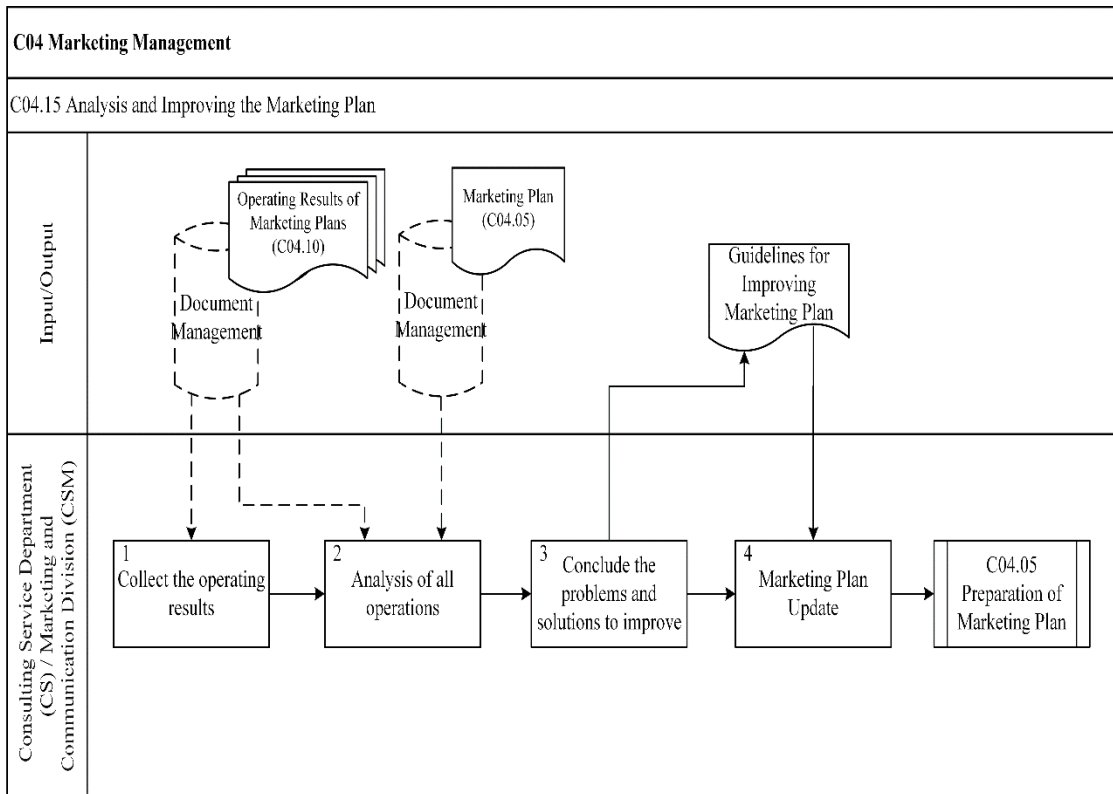 C04 Marketing Management
C04.15 Analysis and Improving the Marketing Plan
Input/Output
Operating Results of
Marketing Plans
(C04.10)
Document
Management
Marketing Plan
(C04.05)
Document
Management
Guidelines for
Improving
Marketing Plan
Consulting Service Department
(CS) / Marketing and
Communication Division (CSM)
1
Collect the operating
results
2
Analysis of all
operations
3
Conclude the
problems and
solutions to improve
4
Marketing Plan
Update
C04.05
Preparation of
Marketing Plan